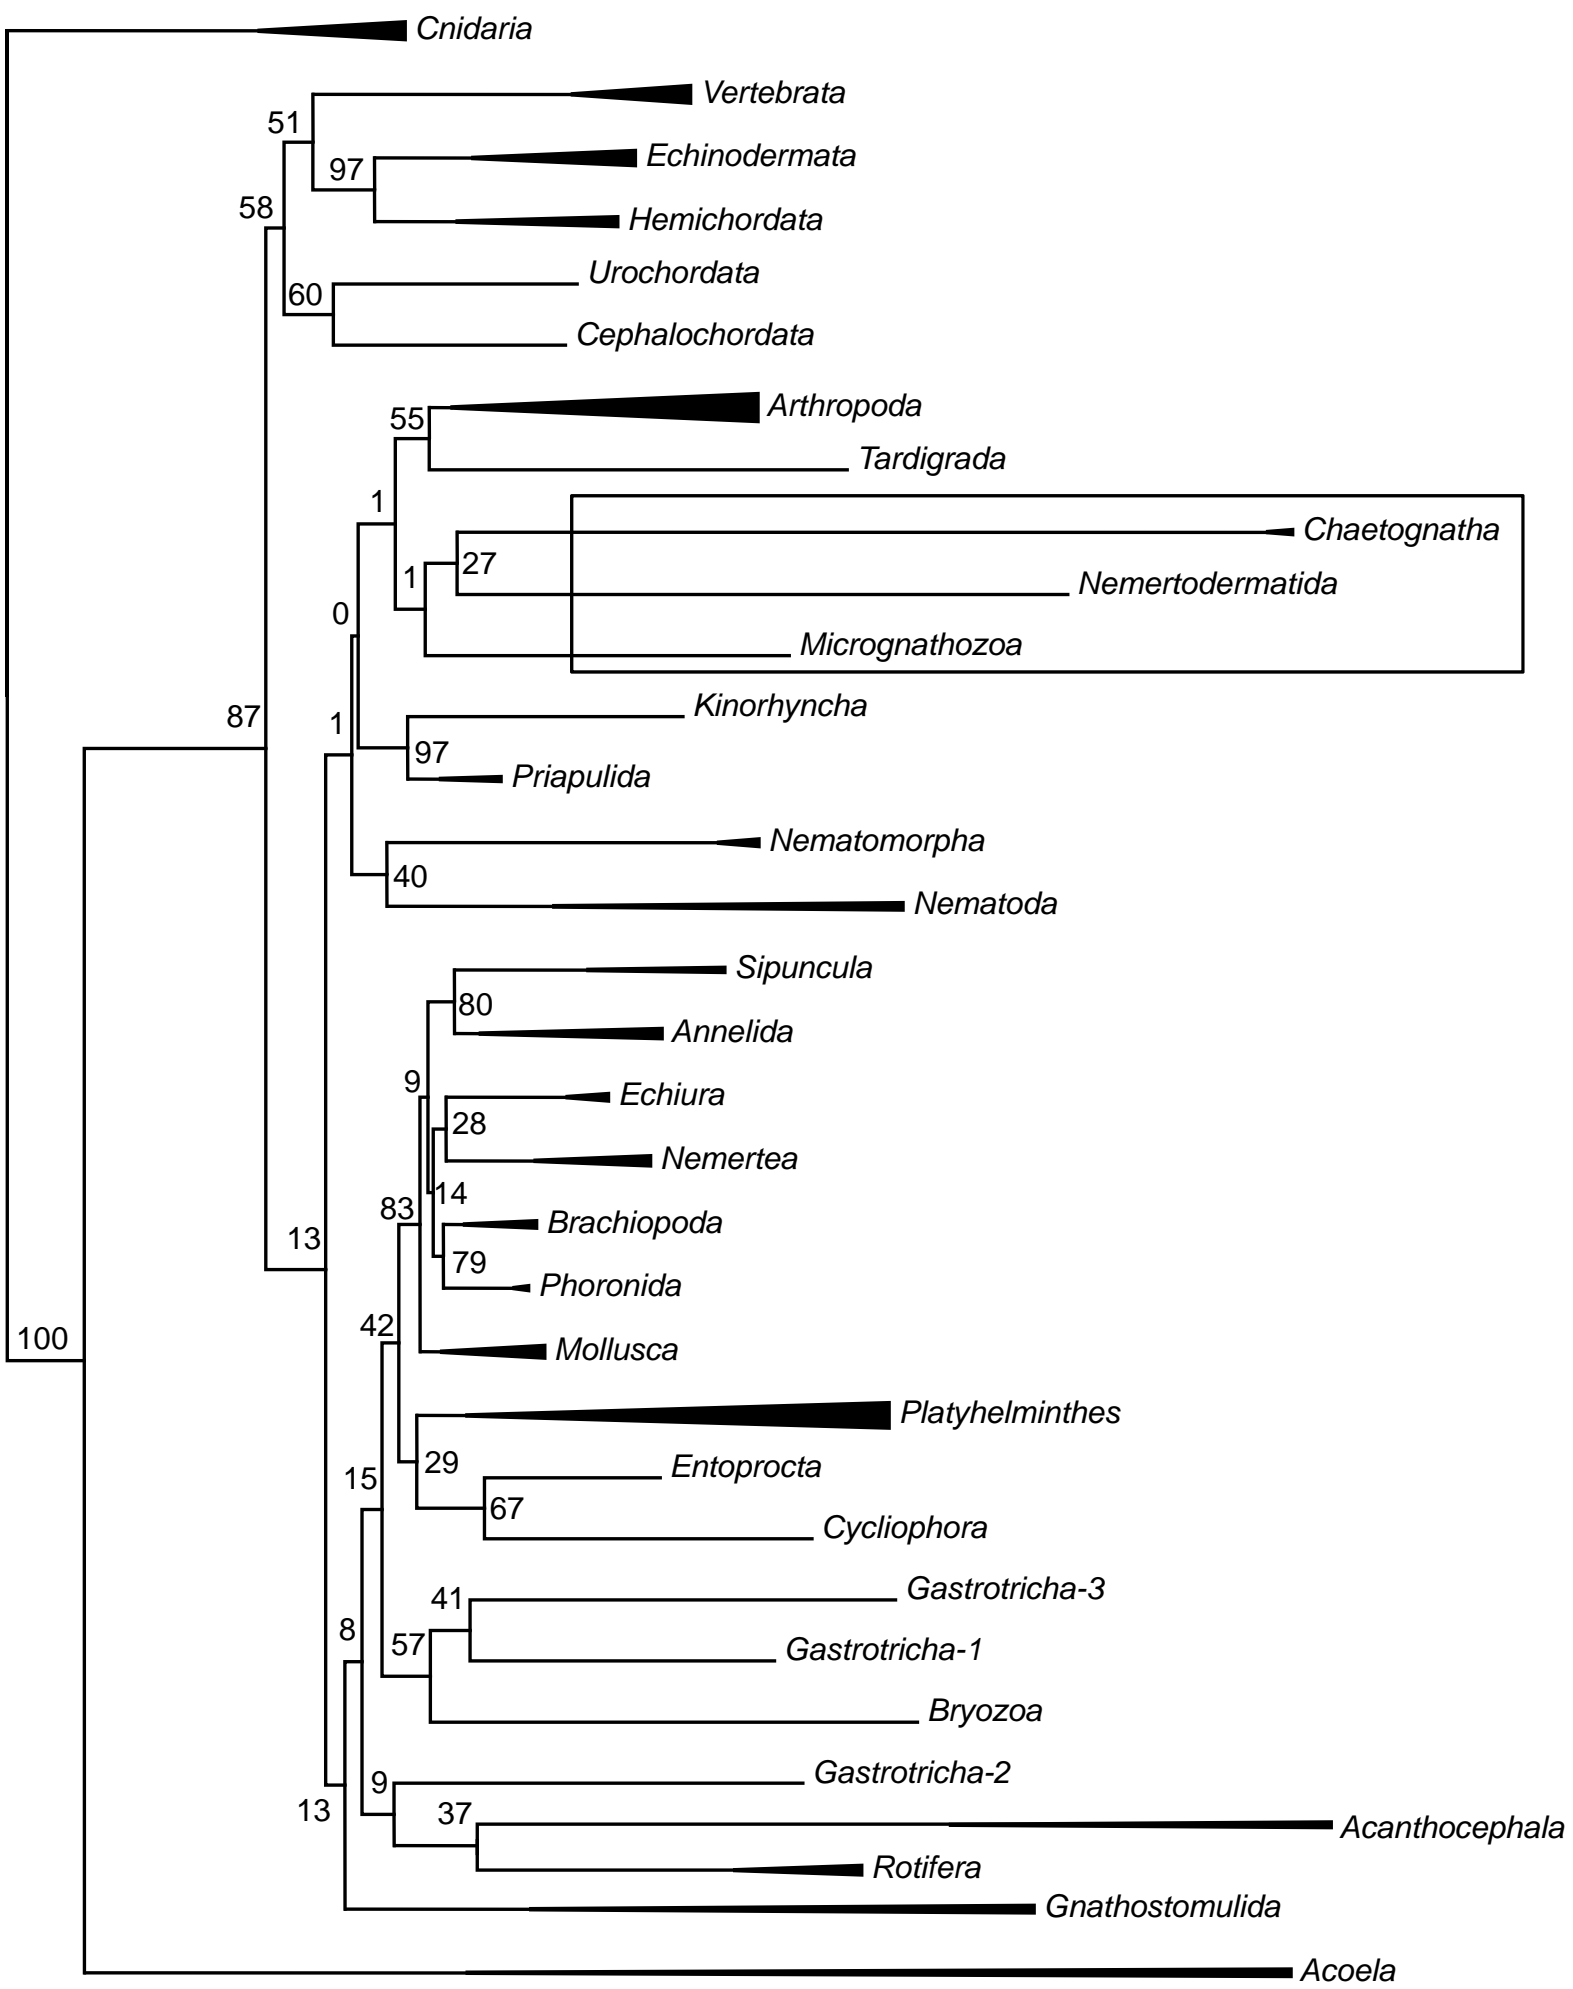 Cnidaria
Vertebrata
51
Echinodermata
97
58
Hemichordata
Urochordata
60
Cephalochordata
Arthropoda
55
Tardigrada
1
Chaetognatha
27
1
Nemertodermatida
0
Micrognathozoa
Kinorhyncha
87
1
97
Priapulida
Nematomorpha
40
Nematoda
Sipuncula
80
Annelida
9
Echiura
28
Nemertea
14
83
Brachiopoda
13
79
Phoronida
42
100
Mollusca
Platyhelminthes
29
Entoprocta
15
67
Cycliophora
41
Gastrotricha-3
8
57
Gastrotricha-1
Bryozoa
9
Gastrotricha-2
13
37
Acanthocephala
Rotifera
Gnathostomulida
Acoela